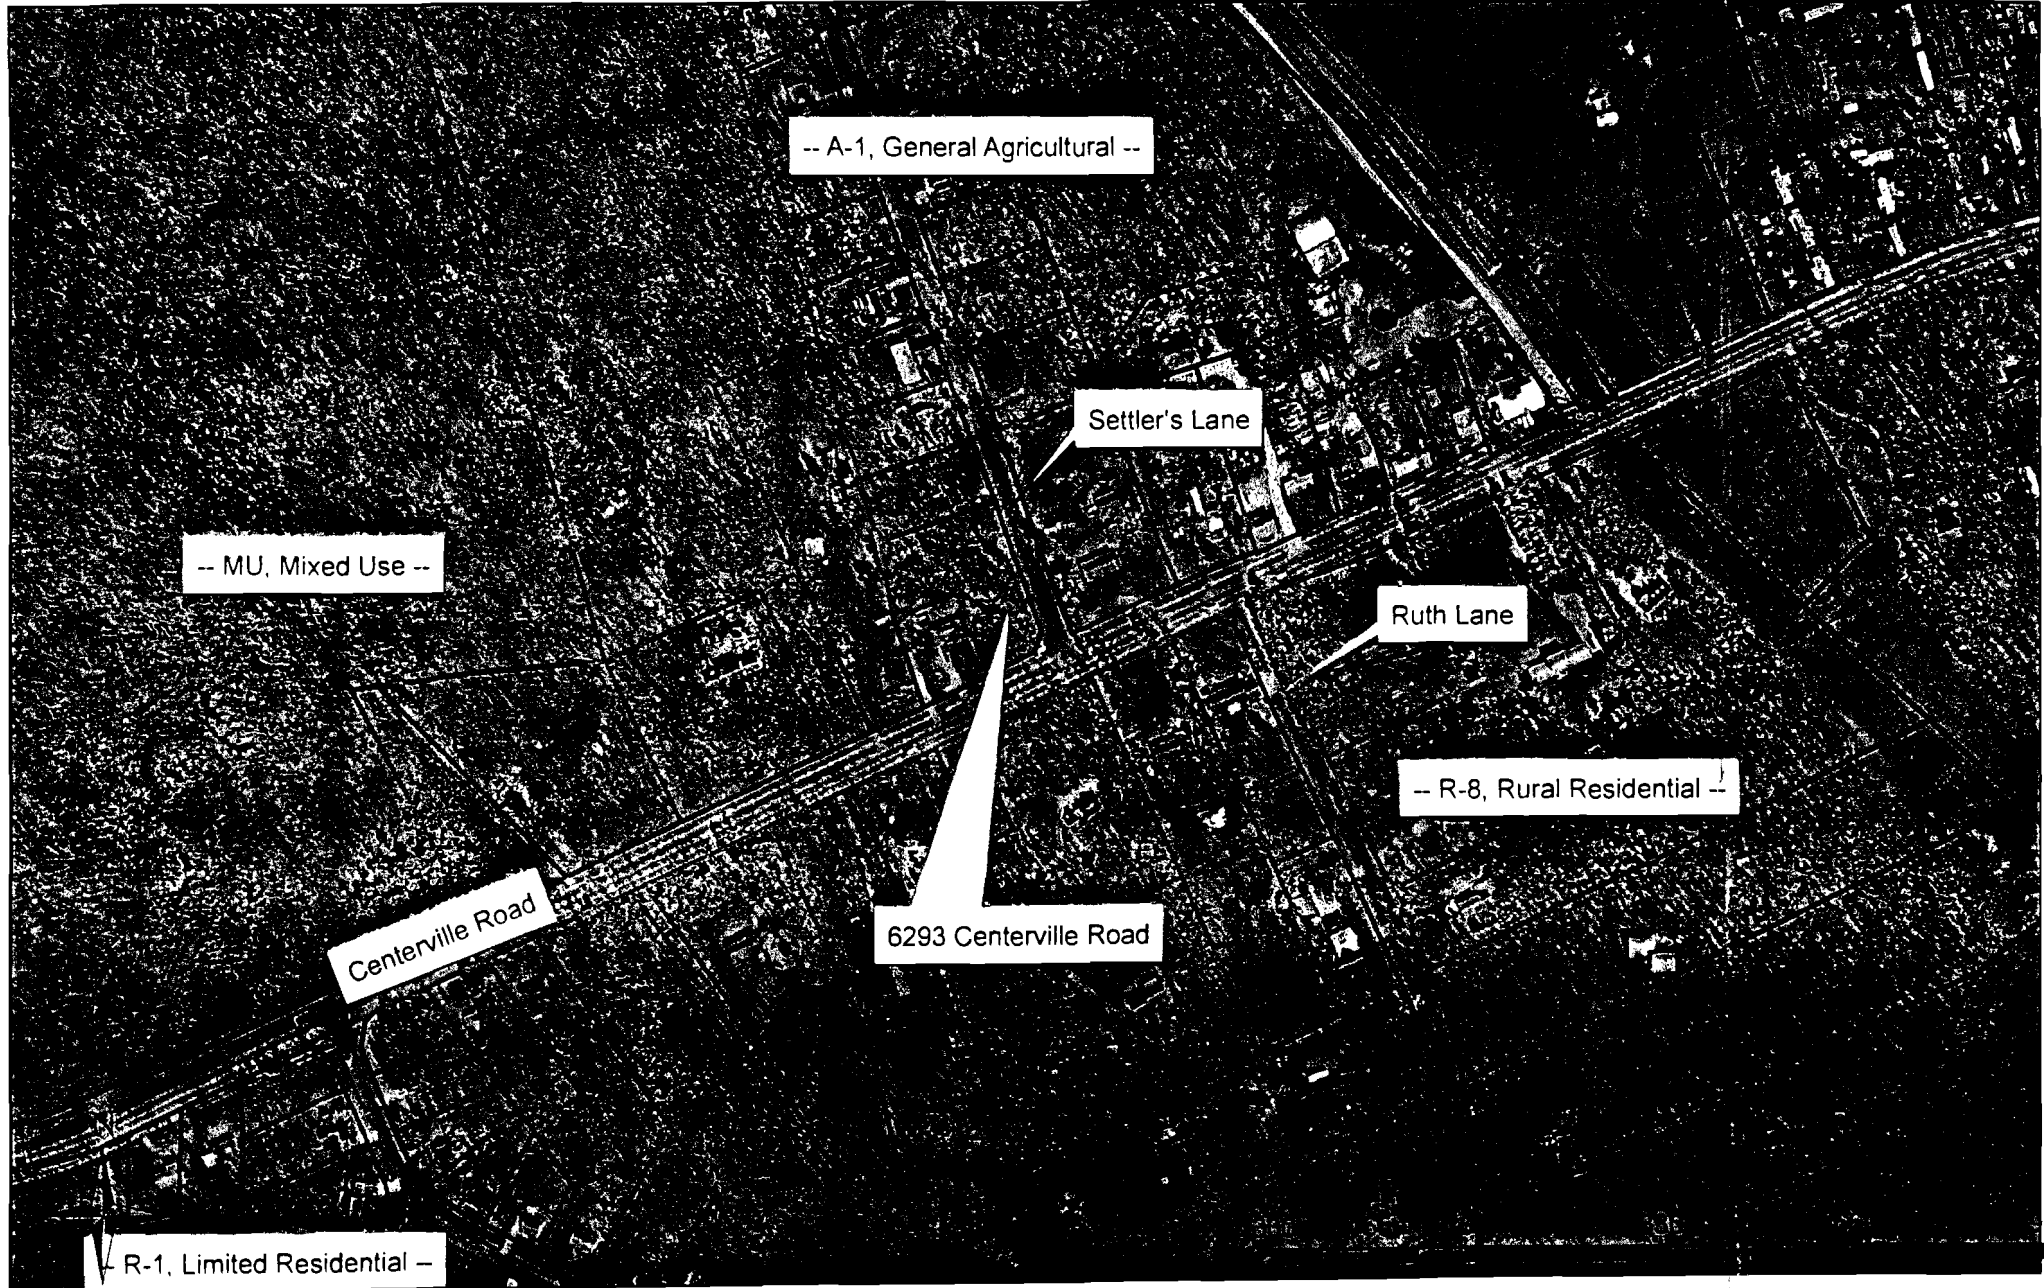 -- A-1, General Agricultural --
Settler's Lane
-- MU, Mixed Use --
Ruth Lane
-- R-8, Rural Residential --
Centerville Road
6293 Centerville Road
R-1, Limited Residential --